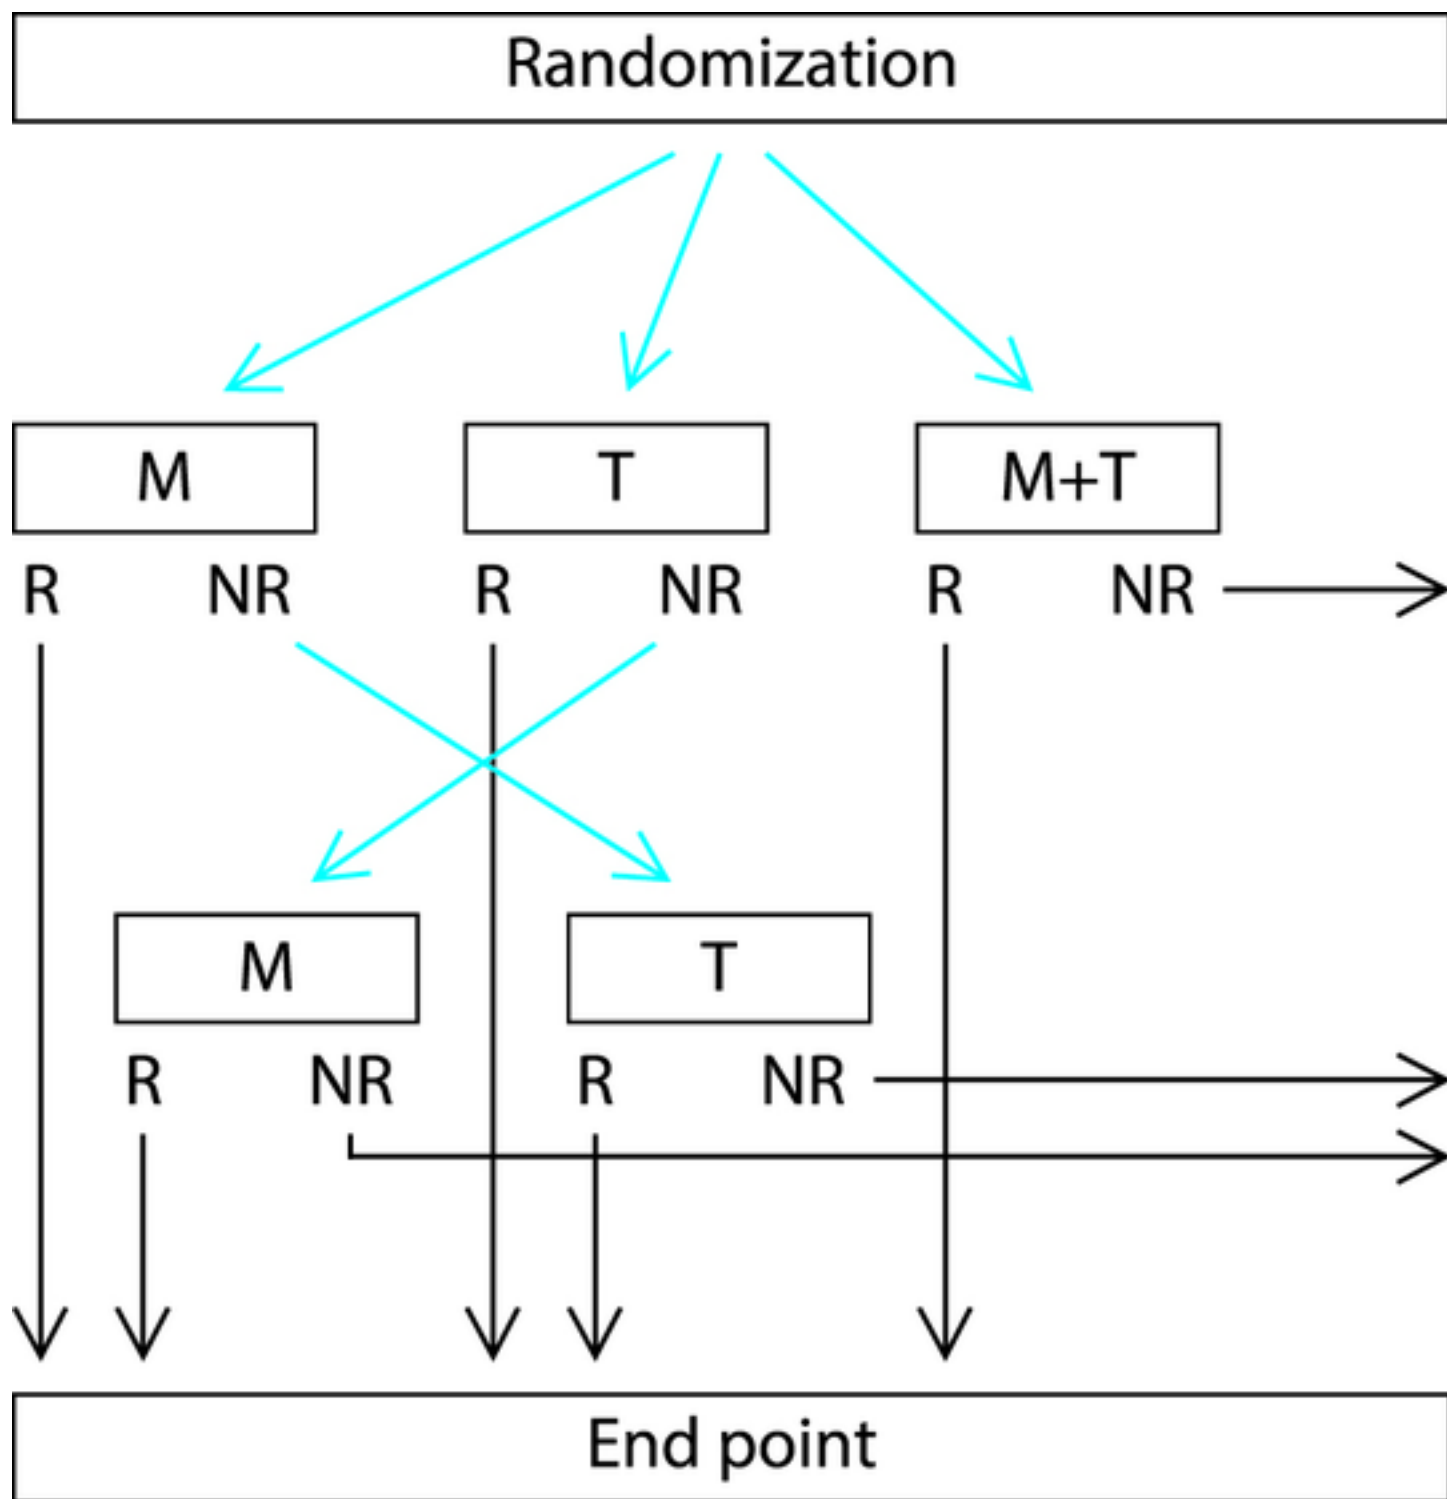 Randomization
M T M+T
R NR R NR R NR
M T
R NR R NR
End point